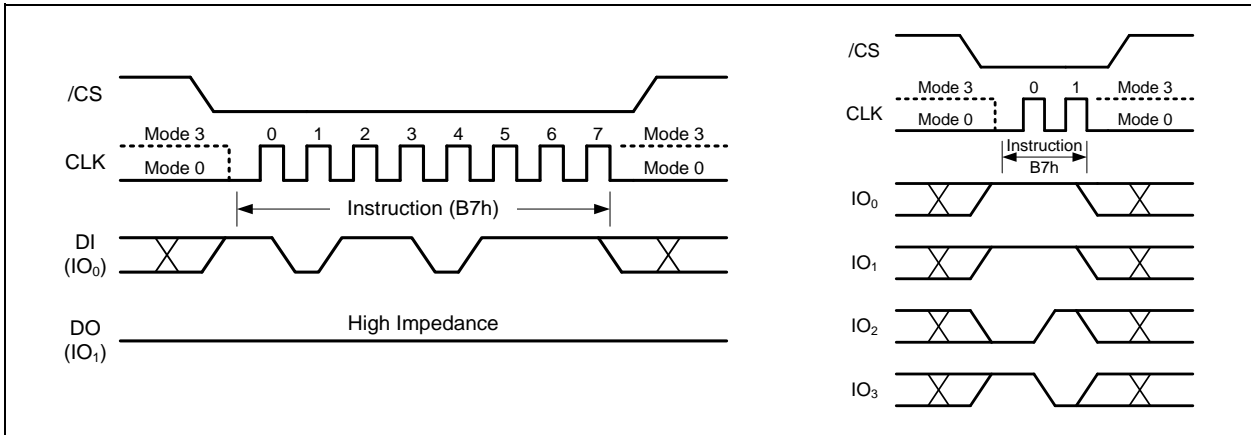 /CS
Mode 3
0 1 2 3 4 5 6 7
Mode 3
CLK
Mode 0
Mode 0
Instruction (B7h)
DI
(IO₀)
DO
(IO₁)
High Impedance
/CS
Mode 3
0 1
Mode 3
CLK
Mode 0
Mode 0
Instruction
B7h
IO₀
IO₁
IO₂
IO₃